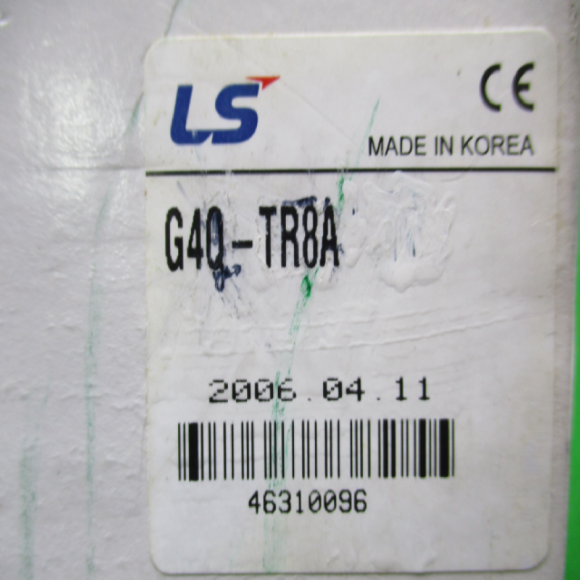 LS
CE
MADE IN KOREA
G4Q-TR8A
2006.04.11
46310096